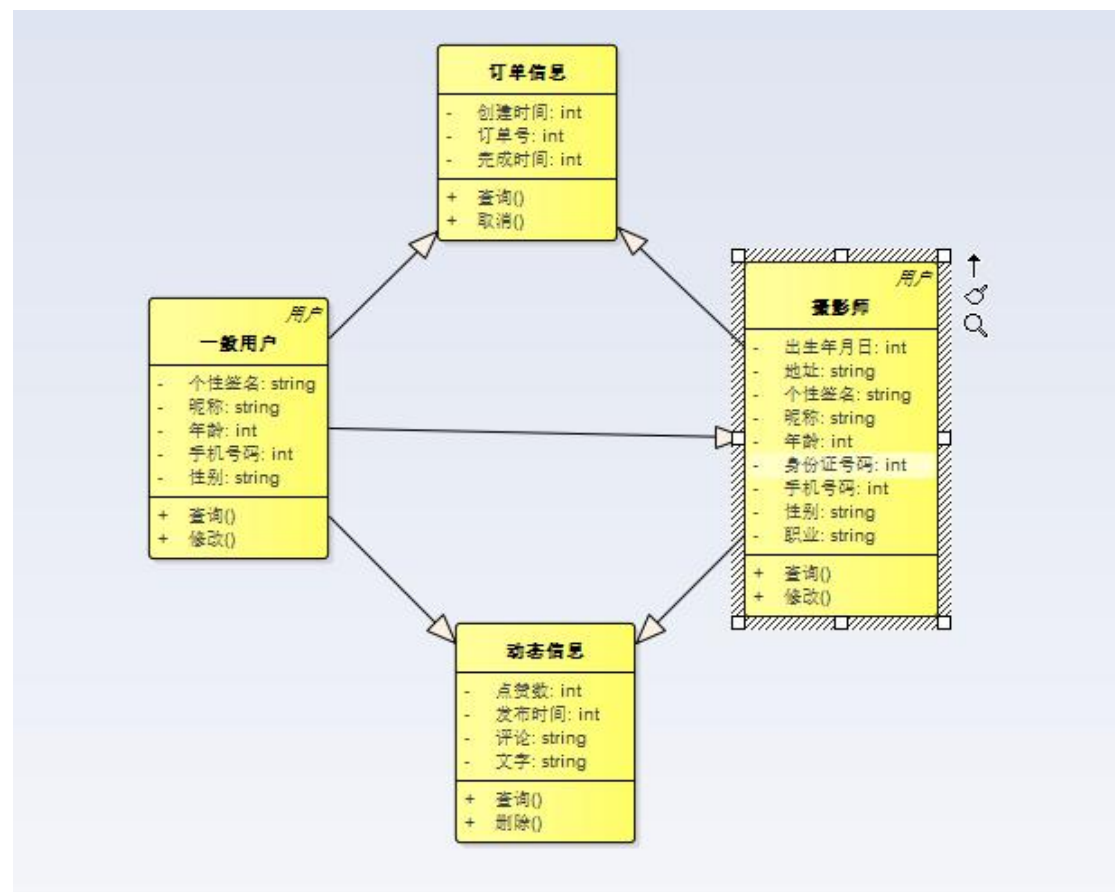 订单信息
- 创建时间: int
- 订单号: int
- 完成时间: int
+ 查询()
+ 取消()
用户
一般用户
- 个性签名: string
- 昵称: string
- 年龄: int
- 手机号码: int
- 性别: string
+ 查询()
+ 修改()
用户
摄影师
- 出生年月日: int
- 地址: string
- 个性签名: string
- 昵称: string
- 年龄: int
- 身份证号码: int
- 手机号码: int
- 性别: string
- 职业: string
+ 查询()
+ 修改()
动态信息
- 点赞数: int
- 发布时间: int
- 评论: string
- 文字: string
+ 查询()
+ 删除()